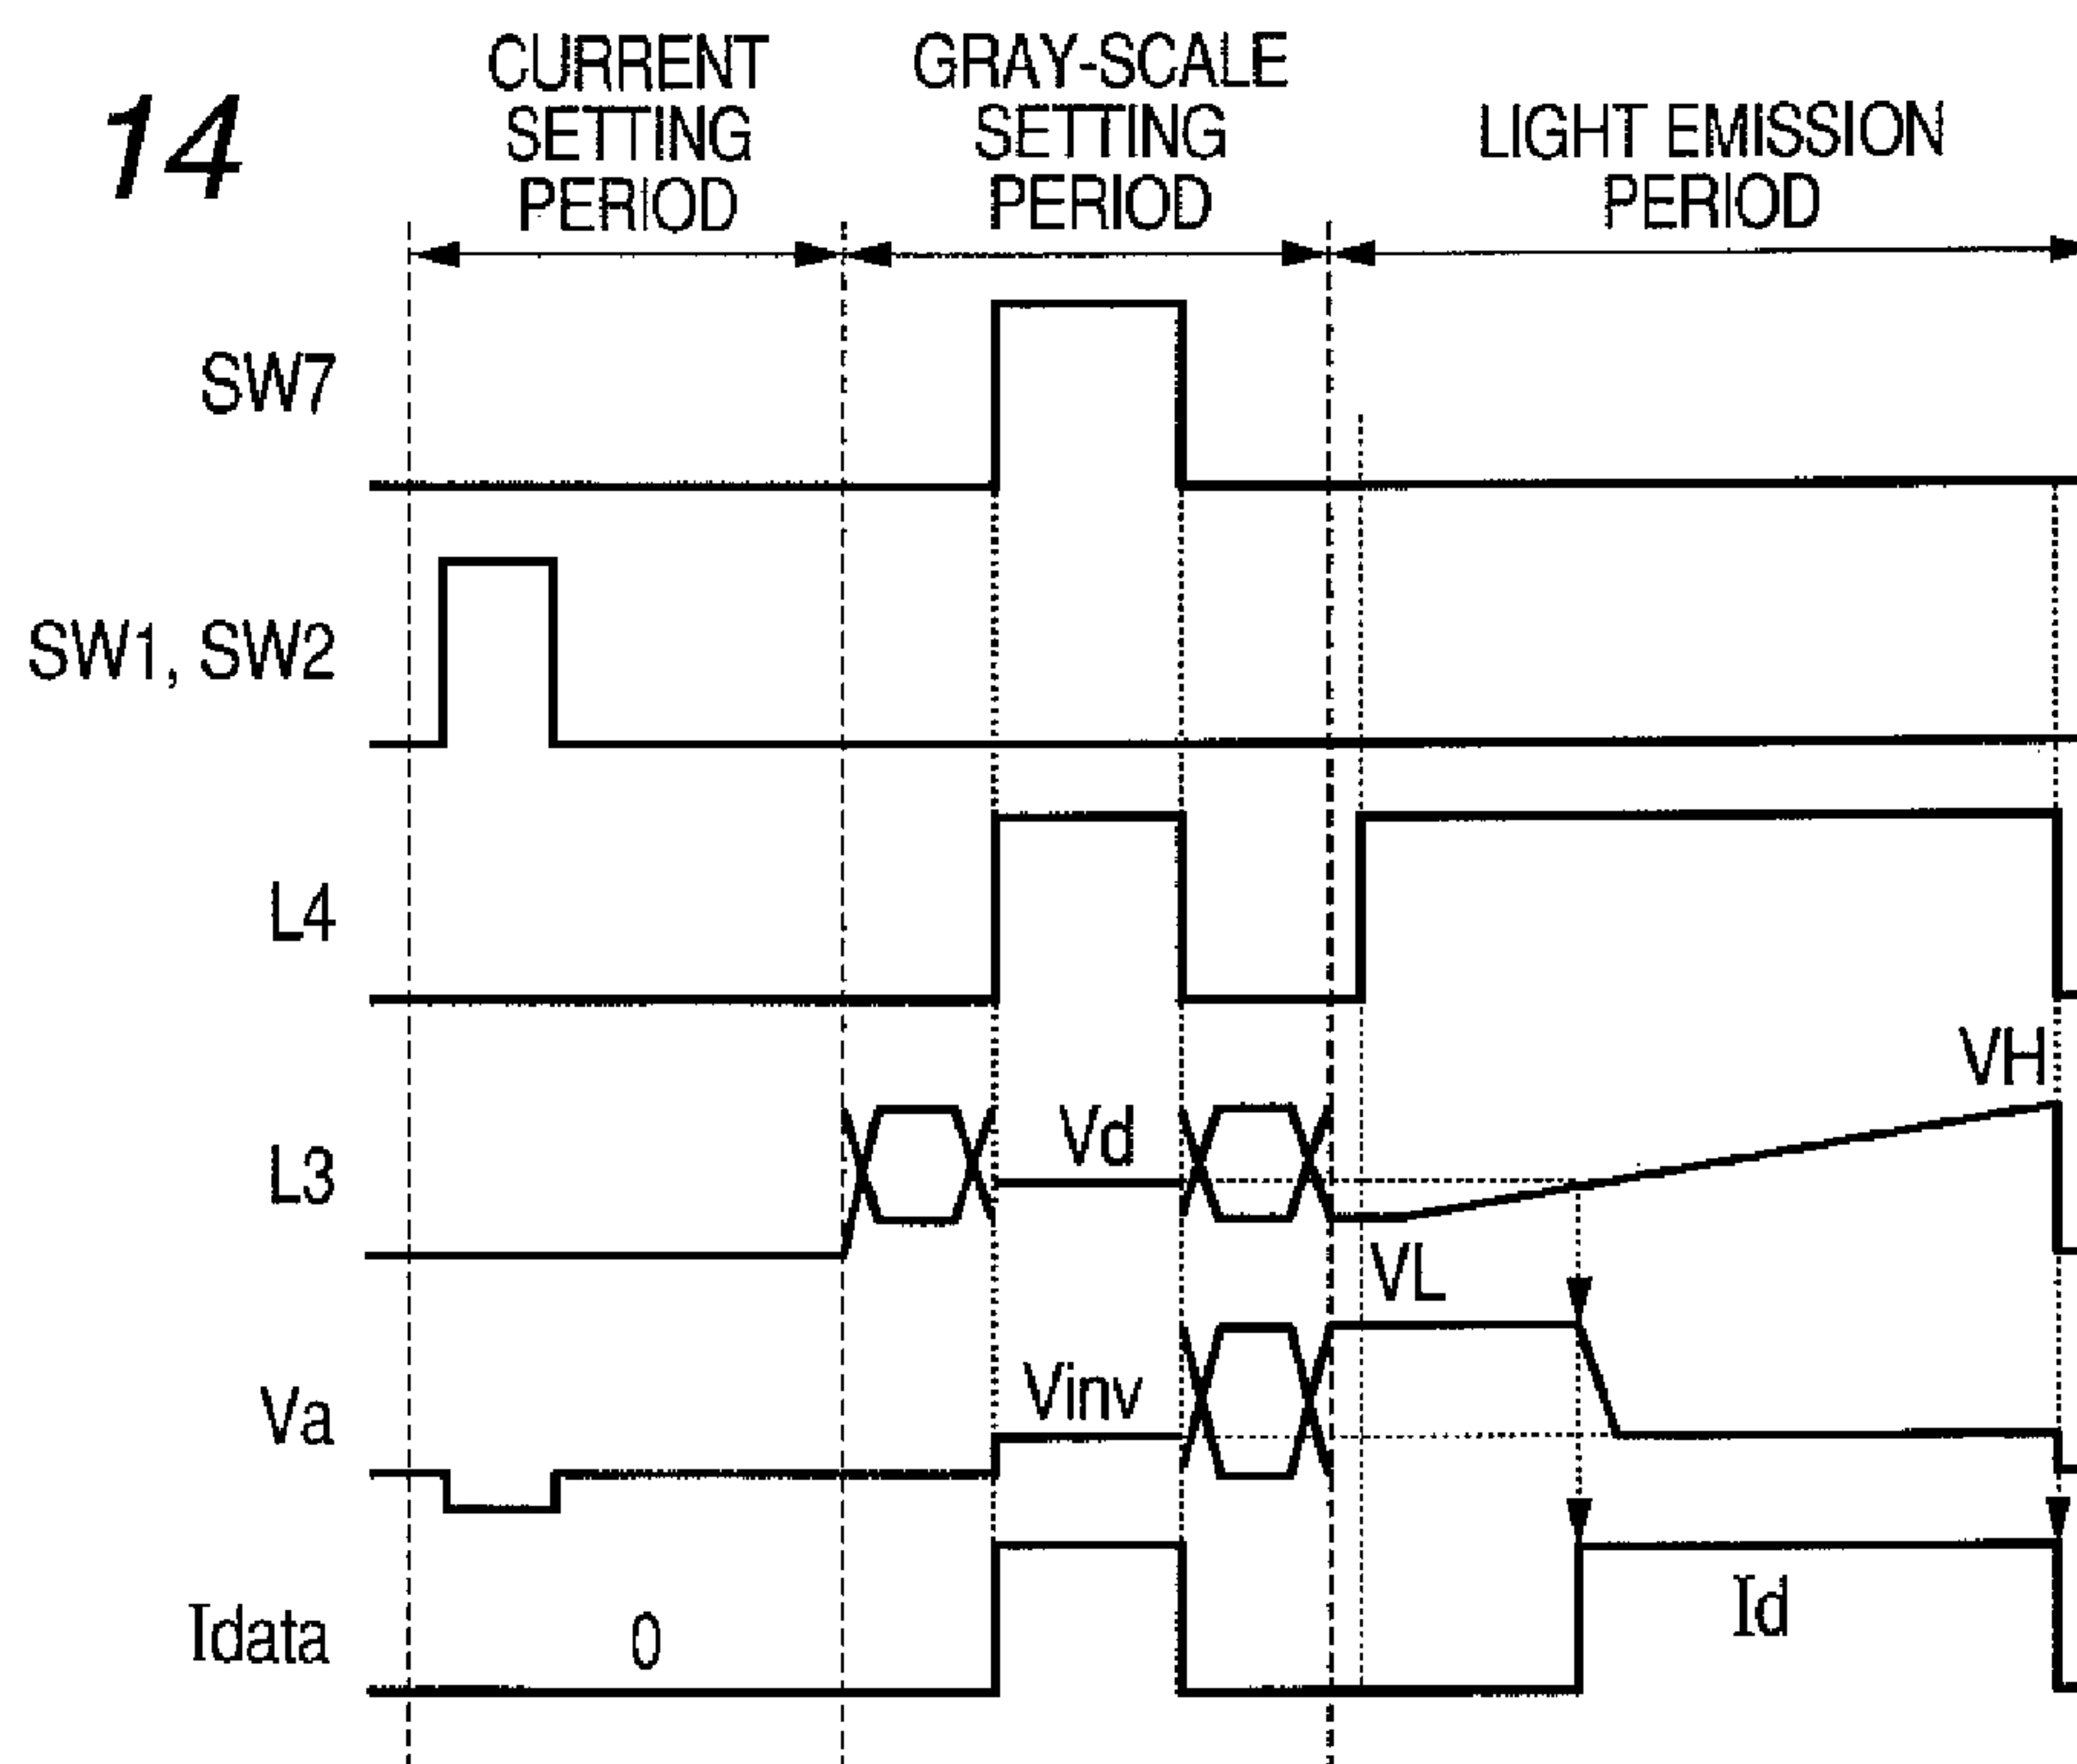 14
CURRENT
SETTING
PERIOD
GRAY-SCALE
SETTING
PERIOD
LIGHT EMISSION
PERIOD
SW7
SW1, SW2
L4
VH
L3
Vd
VL
Va
Vinv
Idata
0
Id